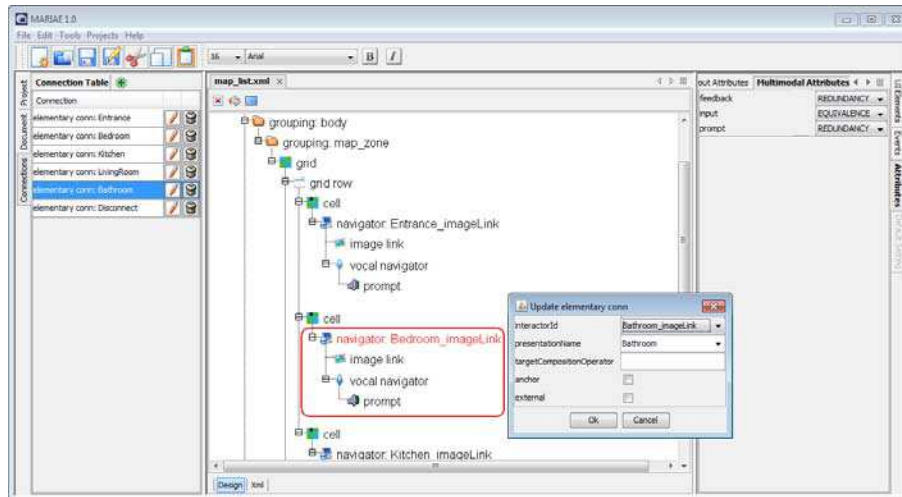 MARIAE 1.0
File Edit Tools Projects Help
16 Arial B I
Connection Table
Connection
elementary conn: Entrance
elementary conn: Bedroom
elementary conn: Kitchen
elementary conn: LivingRoom
elementary conn: Bathroom
elementary conn: Disconnect
Project
Document
Connections
map_list.xml
grouping: body
grouping: map_zone
grid
grid row
cell
navigator: Entrance_imageLink
image link
vocal navigator
prompt
cell
navigator: Bedroom_imageLink
image link
vocal navigator
prompt
cell
navigator: Kitchen_imageLink
Design Xml
Update elementary conn
interactorId Bathroom_imageLink
presentationName Bathroom
targetCompositionOperator
anchor
external
Ok Cancel
out Attributes Multimodal Attributes
feedback REDUNDANCY
input EQUIVALENCE
prompt REDUNDANCY
UI Elements
Events
Attributes
Default Setting